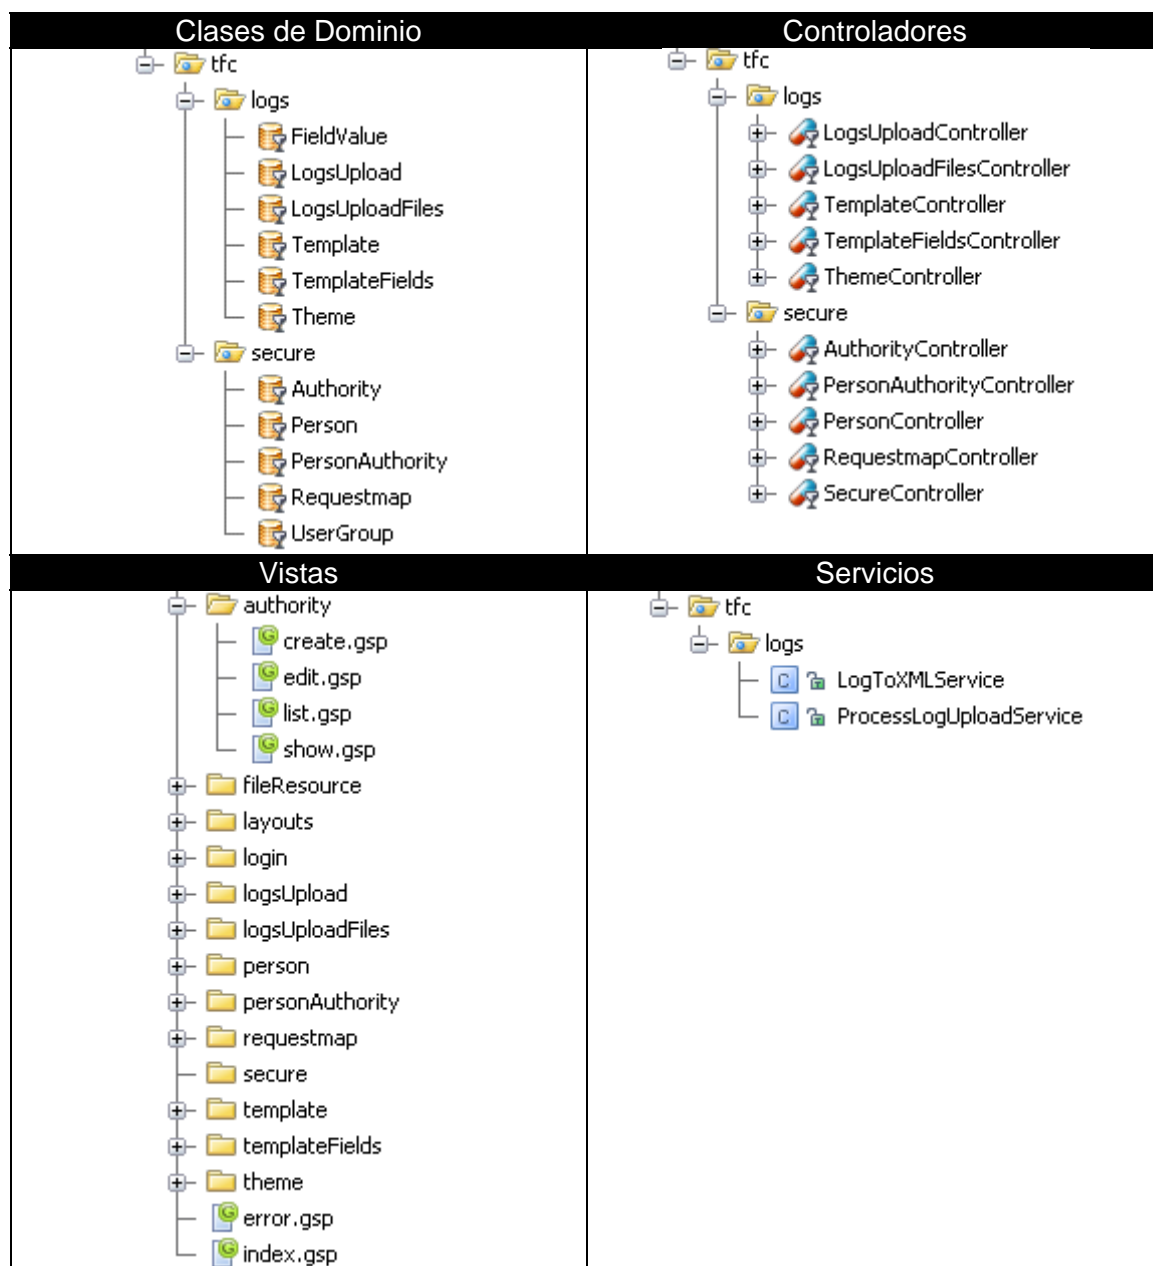 Clases de Dominio
tfc
logs
FieldValue
LogsUpload
LogsUploadFiles
Template
TemplateFields
Theme
secure
Authority
Person
PersonAuthority
Requestmap
UserGroup
Controladores
tfc
logs
LogsUploadController
LogsUploadFilesController
TemplateController
TemplateFieldsController
ThemeController
secure
AuthorityController
PersonAuthorityController
PersonController
RequestmapController
SecureController
Vistas
authority
create.gsp
edit.gsp
list.gsp
show.gsp
fileResource
layouts
login
logsUpload
logsUploadFiles
person
personAuthority
requestmap
secure
template
templateFields
theme
error.gsp
index.gsp
Servicios
tfc
logs
LogToXMLService
ProcessLogUploadService